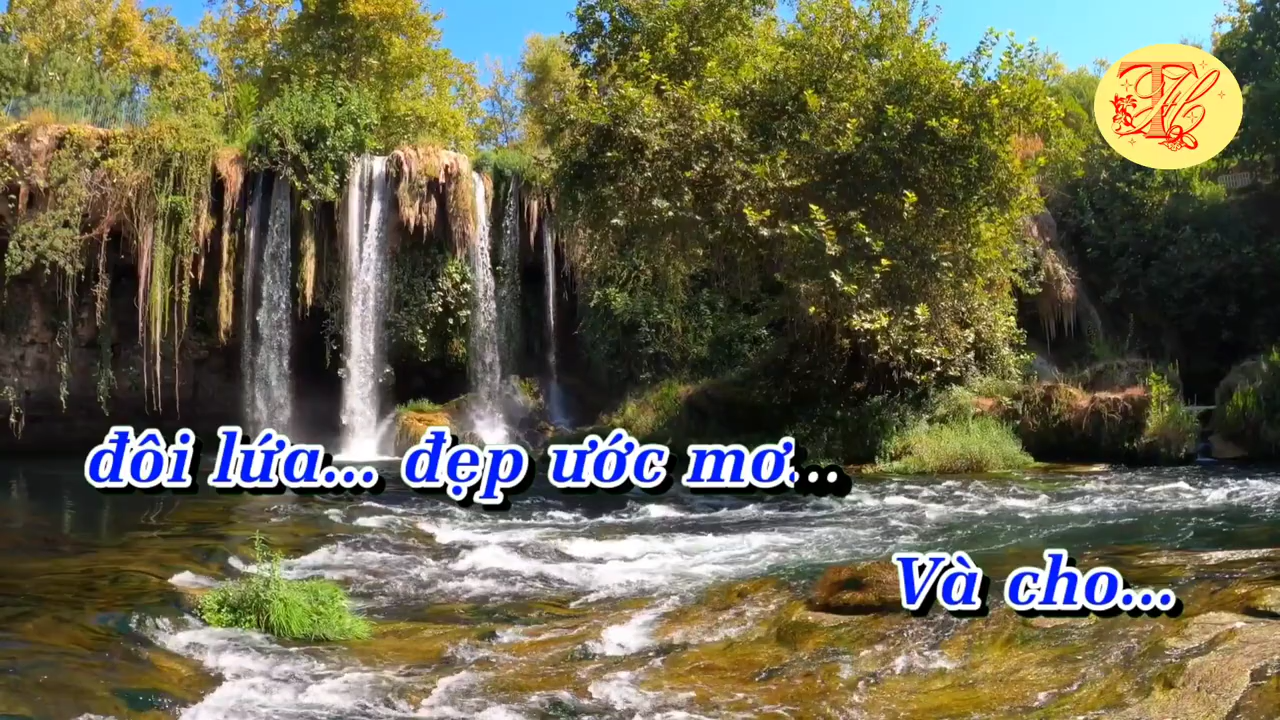 đôi lứa... đẹp ước mơ...
Và cho...